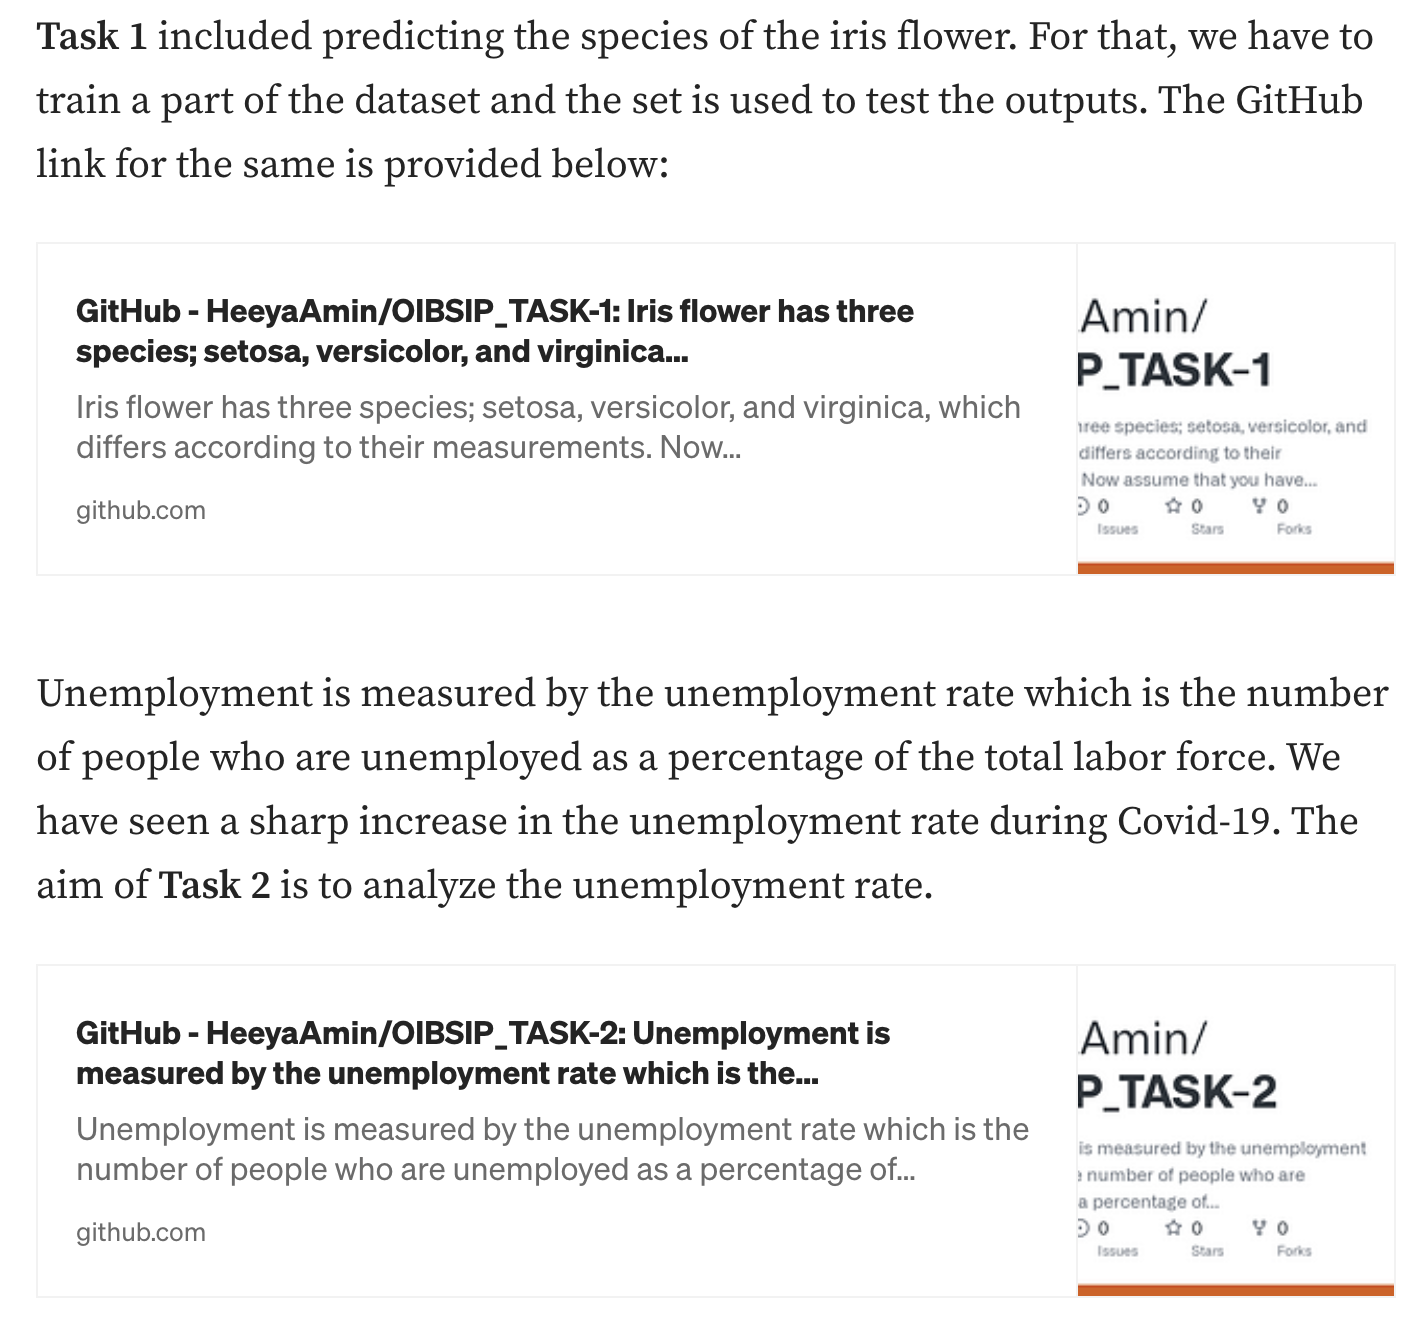 Task 1 included predicting the species of the iris flower. For that, we have to
train a part of the dataset and the set is used to test the outputs. The GitHub
link for the same is provided below:
GitHub - HeeyaAmin/OIBSIP_TASK-1: Iris flower has three
species; setosa, versicolor, and virginica...
Iris flower has three species; setosa, versicolor, and virginica, which
differs according to their measurements. Now...
github.com
Amin/
P_TASK-1
ree species; setosa, versicolor, and
differs according to their
Now assume that you have...
0 0 0
Issues Stars Forks
Unemployment is measured by the unemployment rate which is the number
of people who are unemployed as a percentage of the total labor force. We
have seen a sharp increase in the unemployment rate during Covid-19. The
aim of Task 2 is to analyze the unemployment rate.
GitHub - HeeyaAmin/OIBSIP_TASK-2: Unemployment is
measured by the unemployment rate which is the...
Unemployment is measured by the unemployment rate which is the
number of people who are unemployed as a percentage of...
github.com
Amin/
P_TASK-2
is measured by the unemployment
number of people who are
a percentage of...
0 0 0
Issues Stars Forks